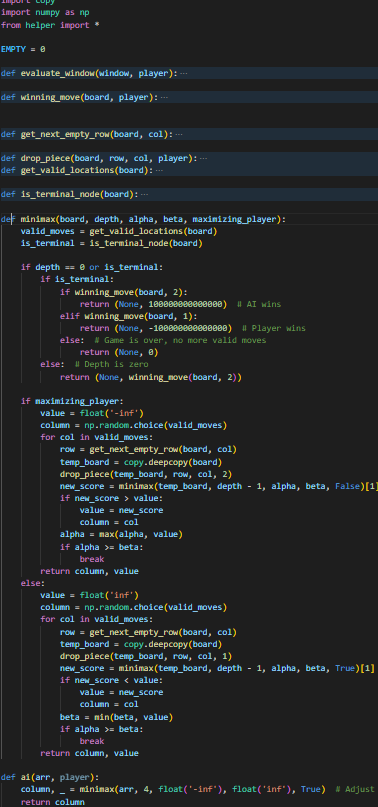 import copy
import numpy as np
from helper import *
EMPTY = 0
def evaluate_window(window, player): ...
def winning_move(board, player): ...
def get_next_empty_row(board, col): ...
def drop_piece(board, row, col, player): ...
def get_valid_locations(board): ...
def is_terminal_node(board): ...
def minimax(board, depth, alpha, beta, maximizing_player):
    valid_moves = get_valid_locations(board)
    is_terminal = is_terminal_node(board)
    if depth == 0 or is_terminal:
        if is_terminal:
            if winning_move(board, 2):
                return (None, 100000000000000)  # AI wins
            elif winning_move(board, 1):
                return (None, -100000000000000)  # Player wins
            else:  # Game is over, no more valid moves
                return (None, 0)
        else:  # Depth is zero
            return (None, winning_move(board, 2))
    if maximizing_player:
        value = float('-inf')
        column = np.random.choice(valid_moves)
        for col in valid_moves:
            row = get_next_empty_row(board, col)
            temp_board = copy.deepcopy(board)
            drop_piece(temp_board, row, col, 2)
            new_score = minimax(temp_board, depth - 1, alpha, beta, False)[1]
            if new_score > value:
                value = new_score
                column = col
            alpha = max(alpha, value)
            if alpha >= beta:
                break
        return column, value
    else:
        value = float('inf')
        column = np.random.choice(valid_moves)
        for col in valid_moves:
            row = get_next_empty_row(board, col)
            temp_board = copy.deepcopy(board)
            drop_piece(temp_board, row, col, 1)
            new_score = minimax(temp_board, depth - 1, alpha, beta, True)[1]
            if new_score < value:
                value = new_score
                column = col
            beta = min(beta, value)
            if alpha >= beta:
                break
        return column, value
def ai(arr, player):
    column, _ = minimax(arr, 4, float('-inf'), float('inf'), True)  # Adjust
    return column